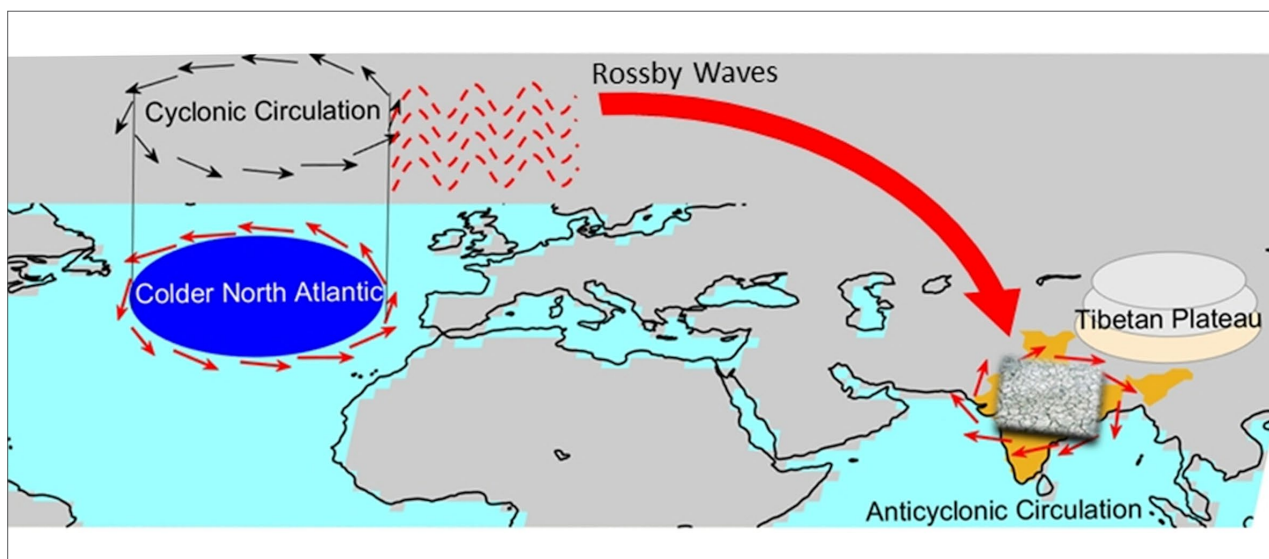 Rossby Waves
Cyclonic Circulation
Colder North Atlantic
Tibetan Plateau
Anticyclonic Circulation